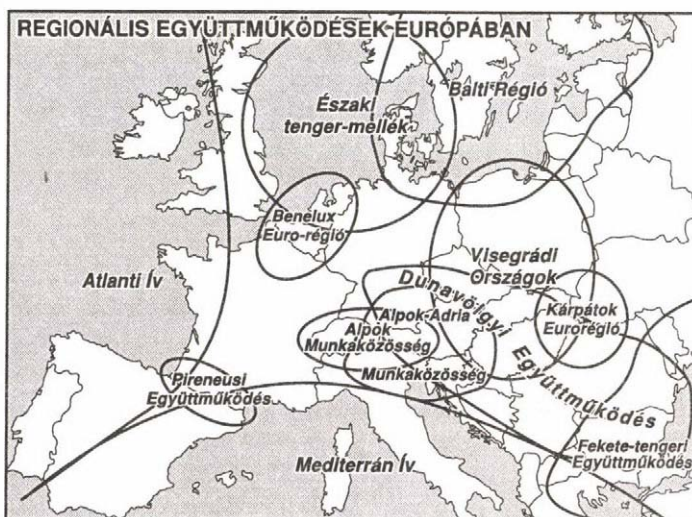 REGIONÁLIS EGYÜTTMŰKÖDÉSEK EURÓPÁBAN
Északi
tenger-mellék
Balti Régió
Benelux
Euro-régió
Visegrádi
Országok
Atlanti Ív
Dunavölgyi
Együttműködés
Alpok-Adria
Munkaközösség
Alpok
Munkaközösség
Kárpátok
Eurorégió
Pireneusi
Együttműködés
Mediterrán Ív
Fekete-tengeri
Együttműködés